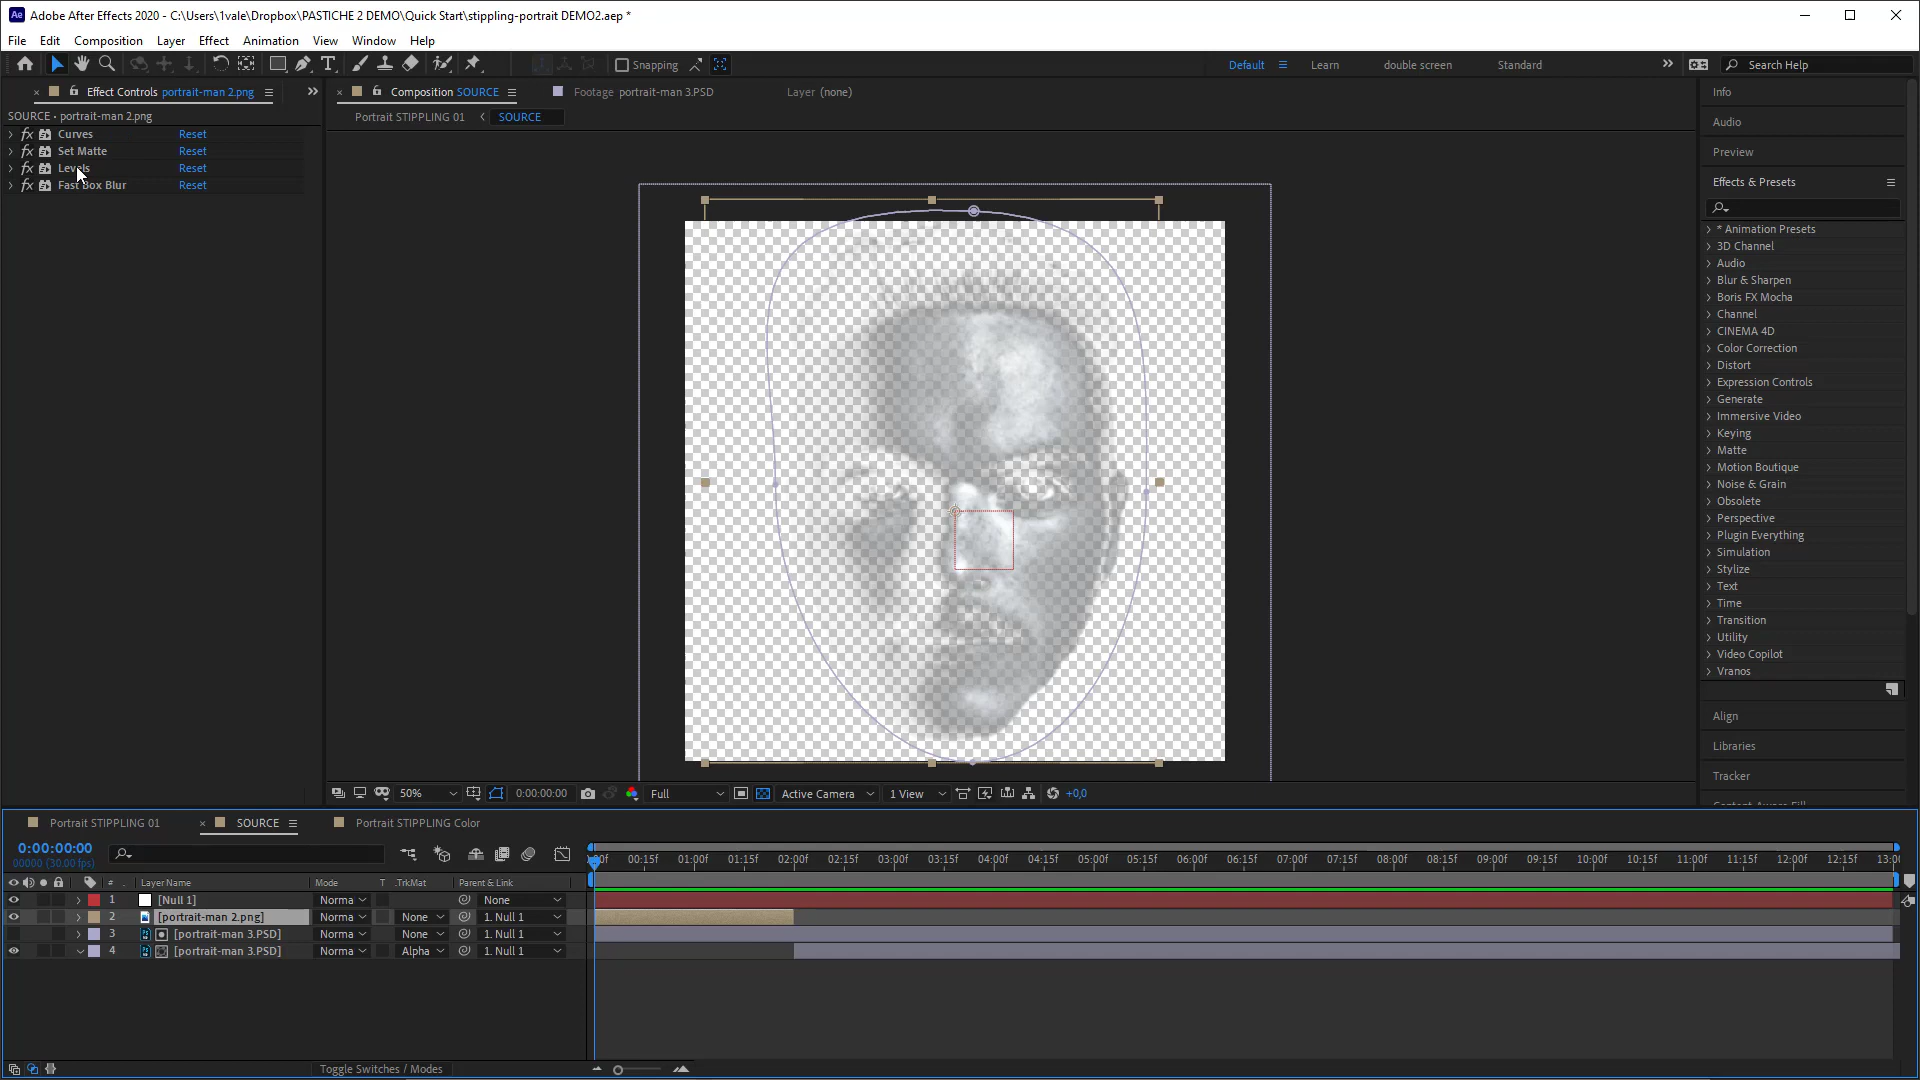 Adobe After Effects 2020 - C:\Users\1vale\Dropbox\PASTICHE 2 DEMO\Quick Start\stippling-portrait DEMO2.aep *
File Edit Composition Layer Effect Animation View Window Help
Snapping Default Learn double screen Standard Search Help
Effect Controls portrait-man 2.png
SOURCE • portrait-man 2.png
fx Curves Reset
fx Set Matte Reset
fx Levels Reset
fx Fast Box Blur Reset
Composition SOURCE Footage portrait-man 3.PSD Layer (none)
Portrait STIPPLING 01 SOURCE
50% 0:00:00:00 Full Active Camera 1 View +0,0
Info
Audio
Preview
Effects & Presets
* Animation Presets
3D Channel
Audio
Blur & Sharpen
Boris FX Mocha
Channel
CINEMA 4D
Color Correction
Distort
Expression Controls
Generate
Immersive Video
Keying
Matte
Motion Boutique
Noise & Grain
Obsolete
Perspective
Plugin Everything
Simulation
Stylize
Text
Time
Transition
Utility
Video Copilot
Vranos
Align
Libraries
Tracker
Portrait STIPPLING 01 SOURCE Portrait STIPPLING Color
0:00:00:00
00000 (30.00 fps)
00f 00:15f 01:00f 01:15f 02:00f 02:15f 03:00f 03:15f 04:00f 04:15f 05:00f 05:15f 06:00f 06:15f 07:00f 07:15f 08:00f 08:15f 09:00f 09:15f 10:00f 10:15f 11:00f 11:15f 12:00f 12:15f 13:00
# Layer Name Mode T .TrkMat Parent & Link
1 [Null 1] Norma None
2 [portrait-man 2.png] Norma None 1. Null 1
3 [portrait-man 3.PSD] Norma None 1. Null 1
4 [portrait-man 3.PSD] Norma Alpha 1. Null 1
Toggle Switches / Modes